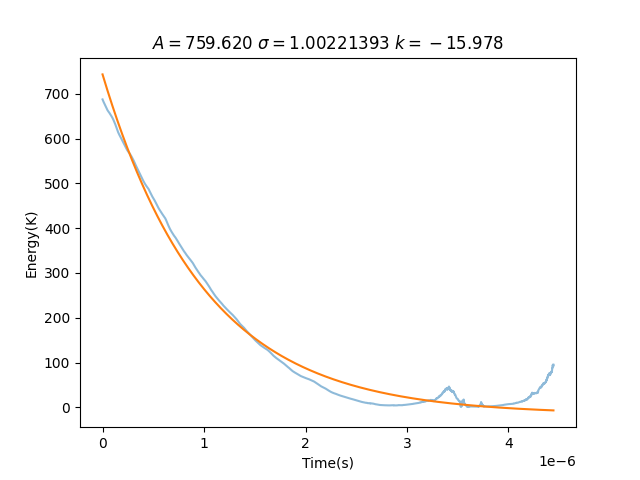 A = 759.620 σ = 1.00221393 k = −15.978
Energy(K)
700
600
500
400
300
200
100
0
0 1 2 3 4
1e−6
Time(s)